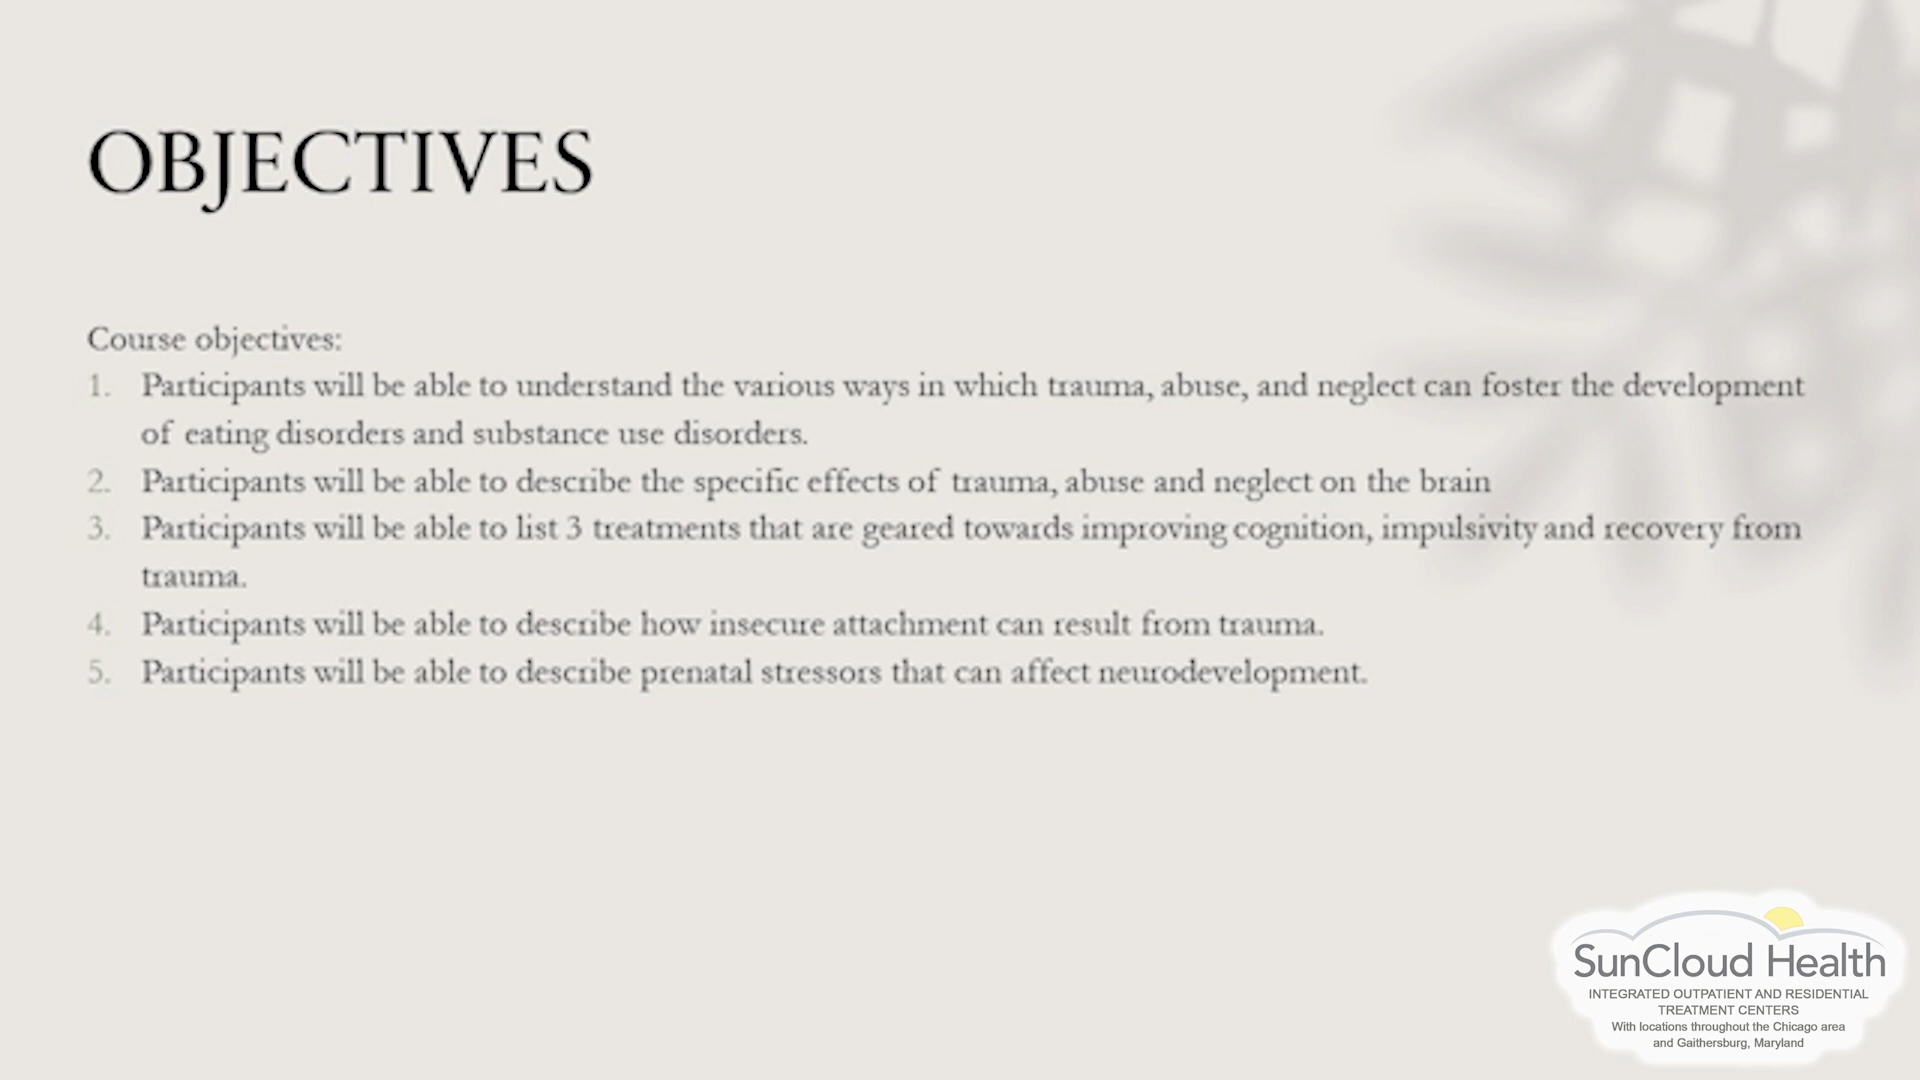 OBJECTIVES
Course objectives:
1. Participants will be able to understand the various ways in which trauma, abuse, and neglect can foster the development
of eating disorders and substance use disorders.
2. Participants will be able to describe the specific effects of trauma, abuse and neglect on the brain
3. Participants will be able to list 3 treatments that are geared towards improving cognition, impulsivity and recovery from
trauma.
4. Participants will be able to describe how insecure attachment can result from trauma.
5. Participants will be able to describe prenatal stressors that can affect neurodevelopment.
SunCloud Health
INTEGRATED OUTPATIENT AND RESIDENTIAL
TREATMENT CENTERS
With locations throughout the Chicago area
and Gaithersburg, Maryland